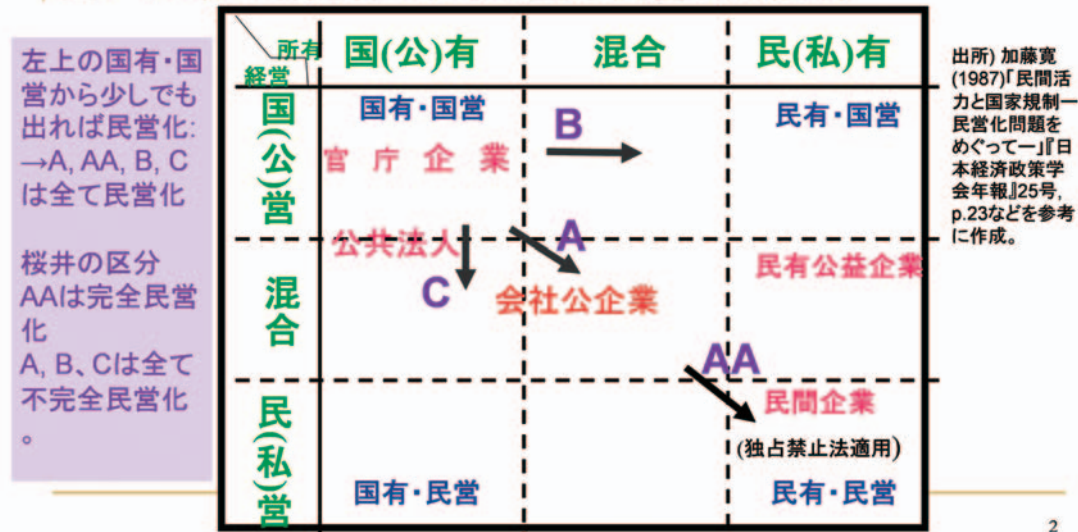 左上の国有・国
営から少しでも
出れば民営化:
→A, AA, B, C
は全て民営化
桜井の区分
AAは完全民営
化
A, B、Cは全て
不完全民営化
。
所有
経営
国(公)有
混合
民(私)有
国(公)営
国有・国営
B
民有・国営
官庁企業
公共法人
A
C
混合
会社公企業
民有公益企業
AA
民(私)営
民間企業
(独占禁止法適用)
国有・民営
民有・民営
出所) 加藤寛
(1987)「民間活
力と国家規制―
民営化問題を
めぐって―」『日
本経済政策学
会年報』25号,
p.23などを参考
に作成。
2